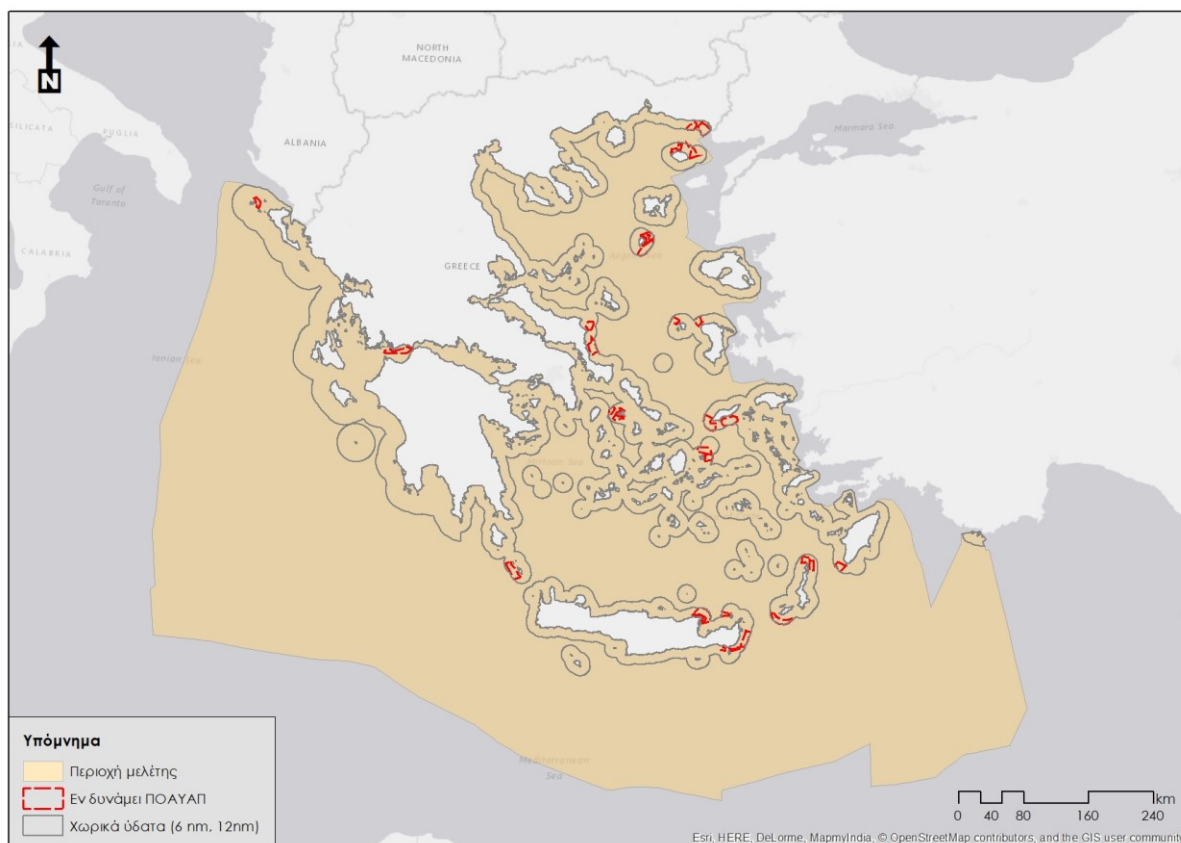 N
NORTH
MACEDONIA
Marmara Sea
SILICATA
PUGLIA
ALBANIA
Gulf of
Taranto
CALABRIA
GREECE
Aegean Sea
Ionian Sea
Mediterranean
Sea
Υπόμνημα
Περιοχή μελέτης
Εν δυνάμει ΠΟΑΥΑΠ
Χωρικά ύδατα (6 nm, 12nm)
km
0 40 80 160 240
Esri, HERE, DeLorme, MapmyIndia, © OpenStreetMap contributors, and the GIS user community